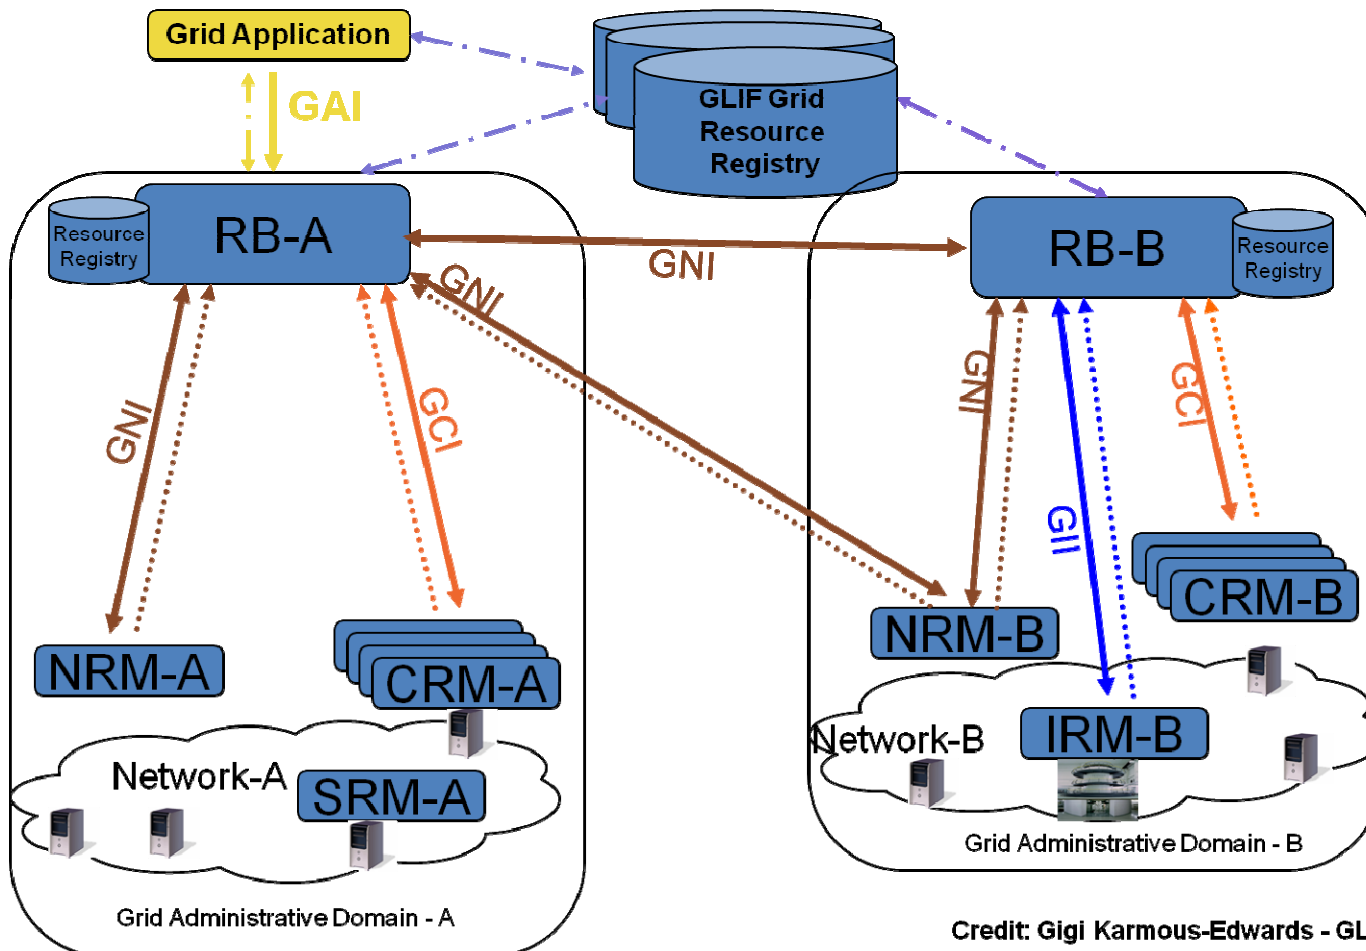 Grid Application
GAI
GLIF Grid
Resource
Registry
Resource
Registry
RB-A
GNI
GNI
RB-B
Resource
Registry
GNI
GCI
GNI
GII
GCI
NRM-A
CRM-A
NRM-B
CRM-B
Network-A
SRM-A
Network-B
IRM-B
Grid Administrative Domain - A
Grid Administrative Domain - B
Credit: Gigi Karmous-Edwards - GL